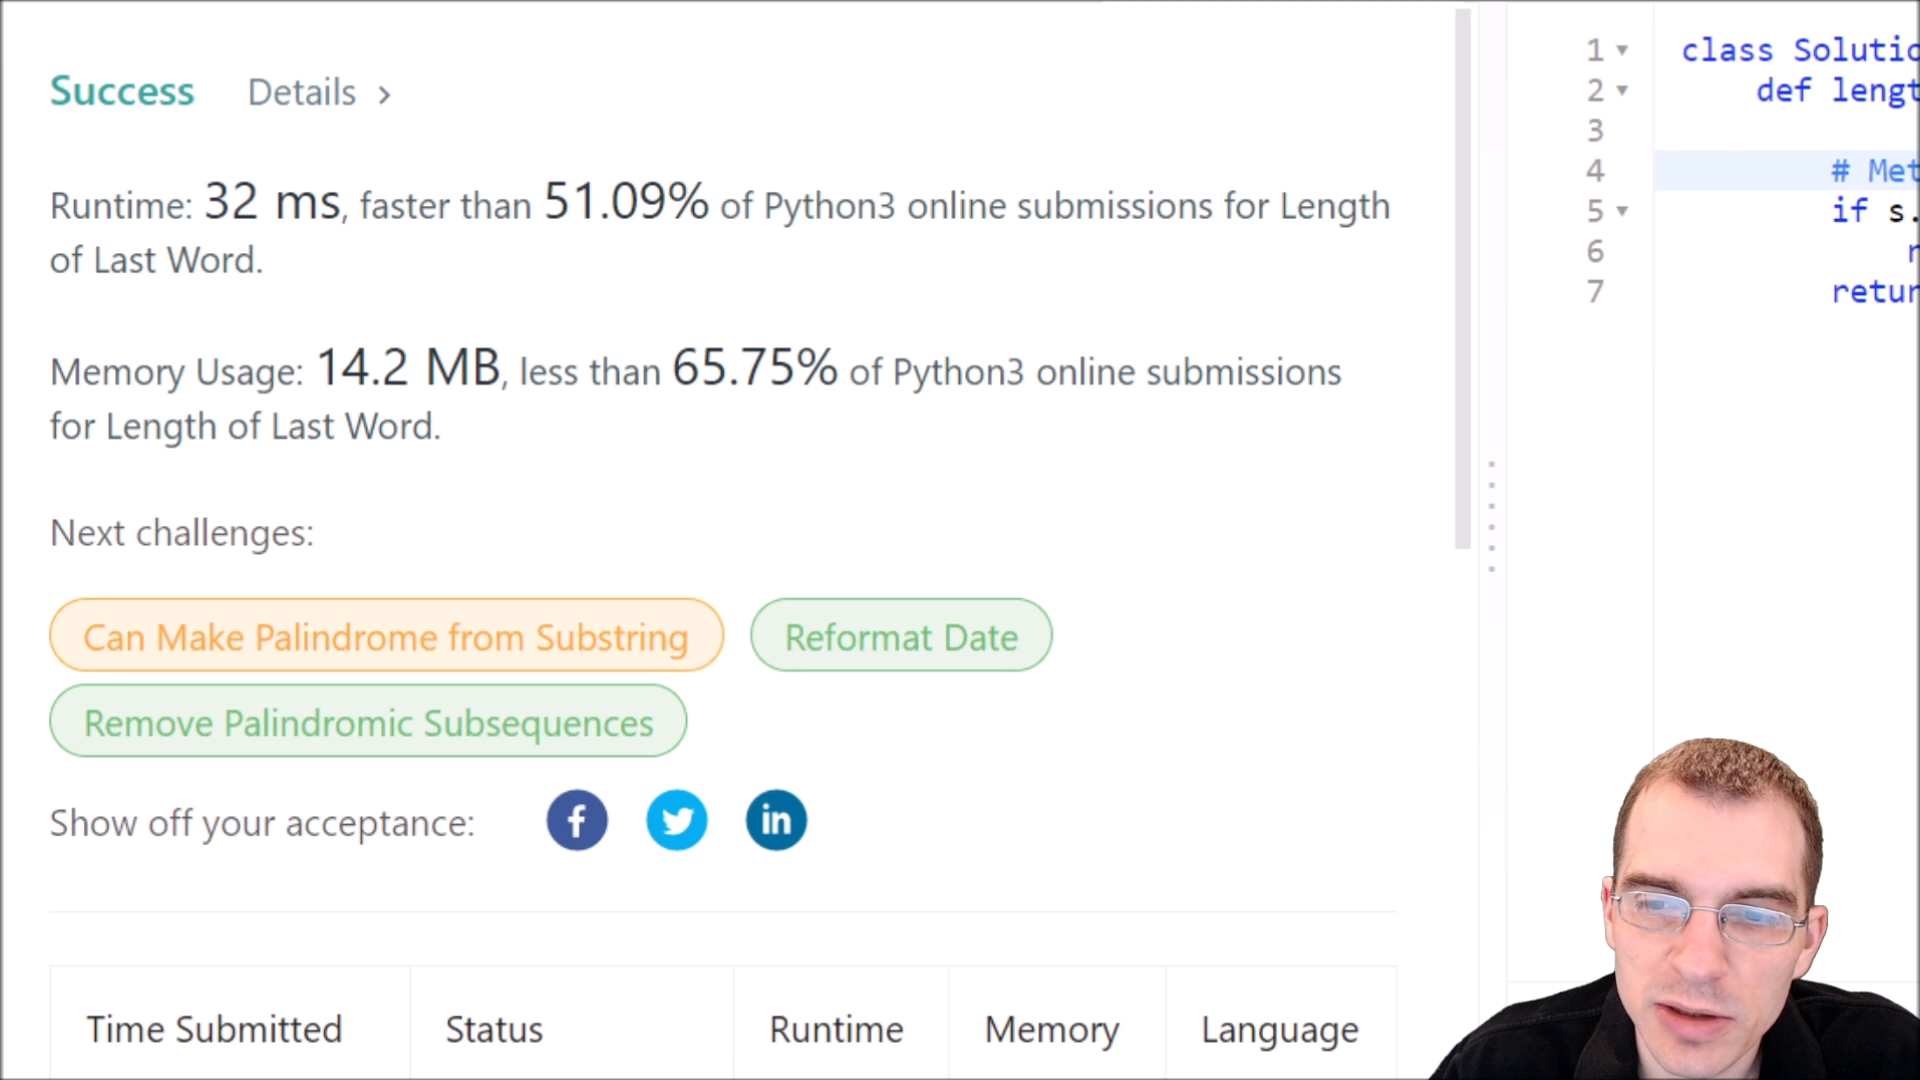 Success Details >
Runtime: 32 ms, faster than 51.09% of Python3 online submissions for Length
of Last Word.
Memory Usage: 14.2 MB, less than 65.75% of Python3 online submissions
for Length of Last Word.
Next challenges:
Can Make Palindrome from Substring
Reformat Date
Remove Palindromic Subsequences
Show off your acceptance:
f
in
Time Submitted Status Runtime Memory Language
1 class
2 def
3
4 #
5 if s.
6
7